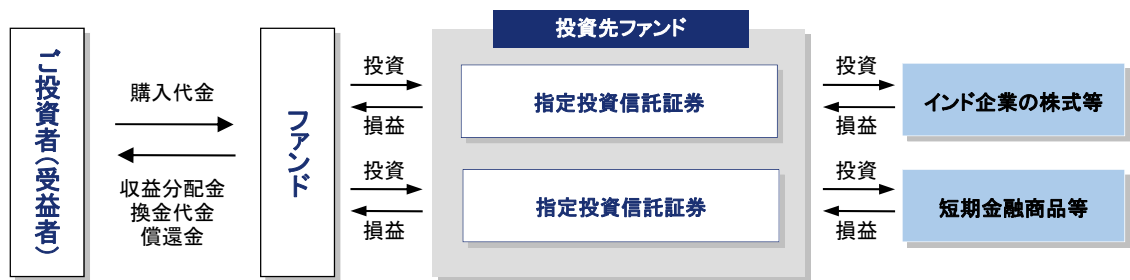 ご投資者(受益者)
購入代金
収益分配金
換金代金
償還金
ファンド
投資
損益
投資
損益
投資先ファンド
指定投資信託証券
指定投資信託証券
投資
損益
投資
損益
インド企業の株式等
短期金融商品等